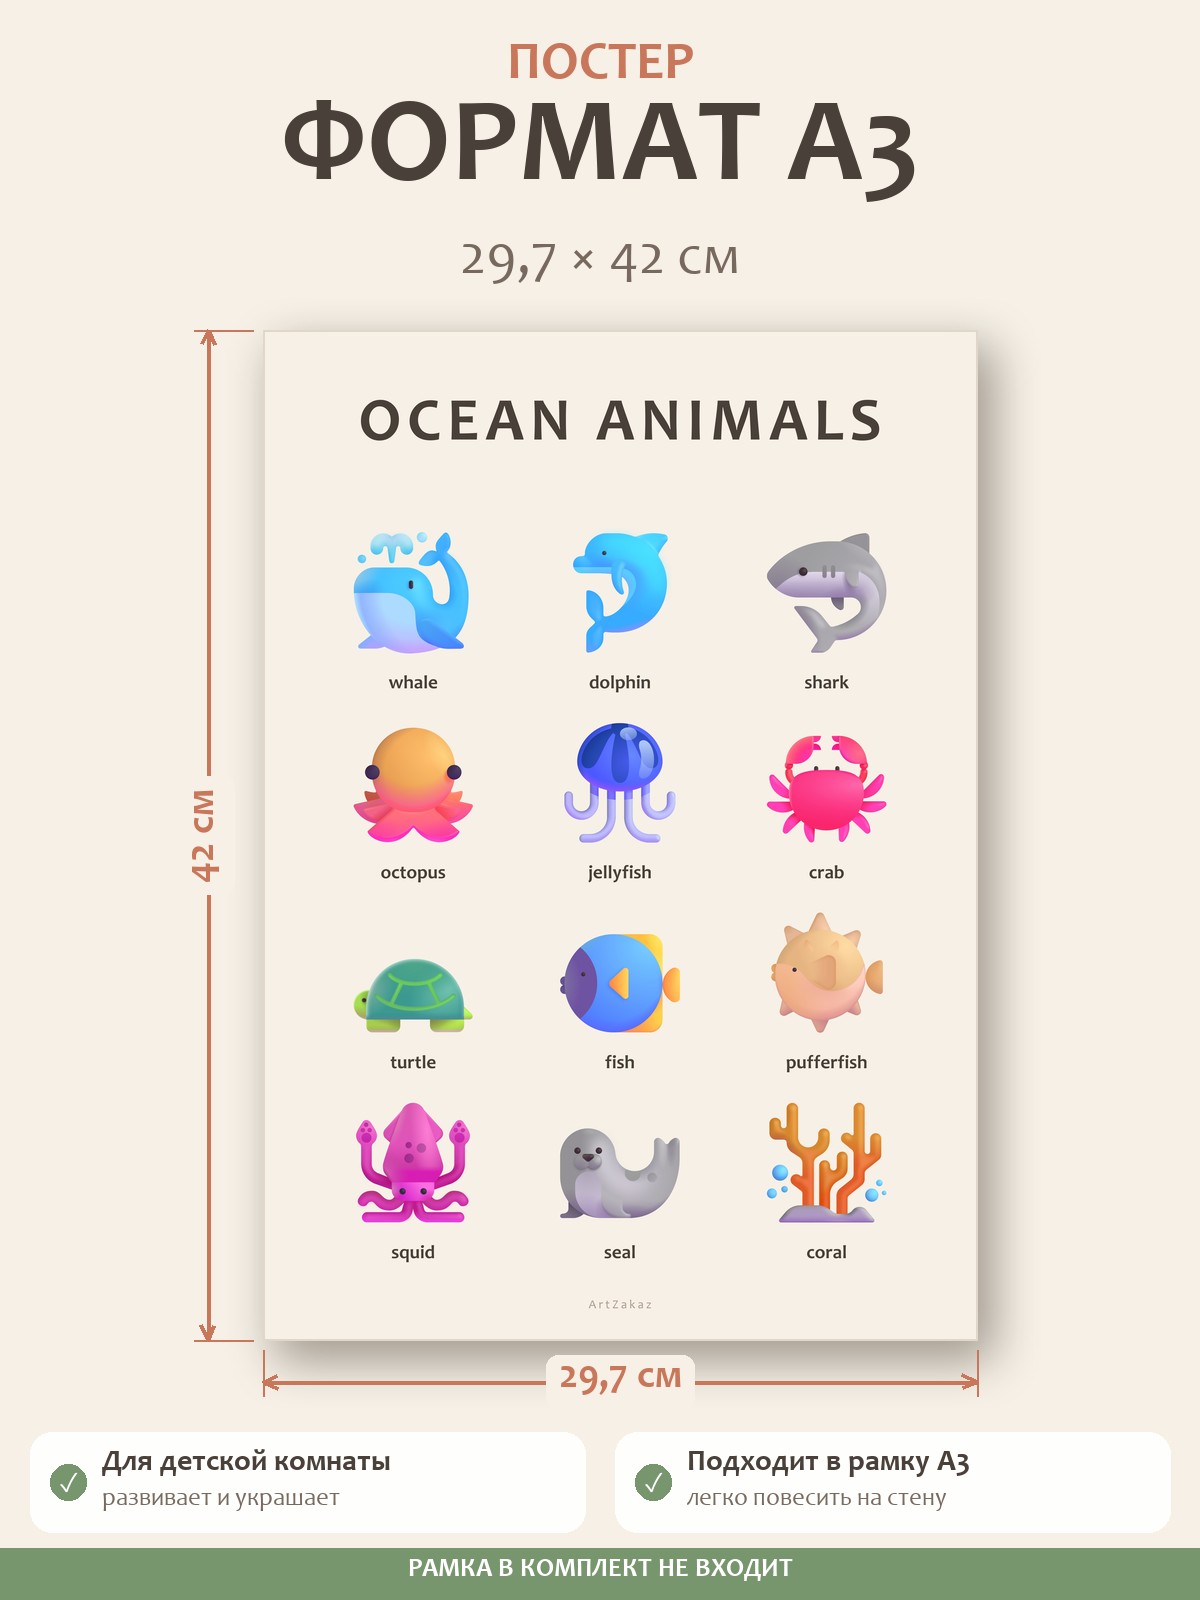 ПОСТЕР
ФОРМАТ А3
29,7 × 42 см
OCEAN ANIMALS
whale dolphin shark
octopus jellyfish crab
42 см
turtle fish pufferfish
squid seal coral
ArtZakaz
29,7 см
Для детской комнаты
развивает и украшает
Подходит в рамку А3
легко повесить на стену
РАМКА В КОМПЛЕКТ НЕ ВХОДИТ